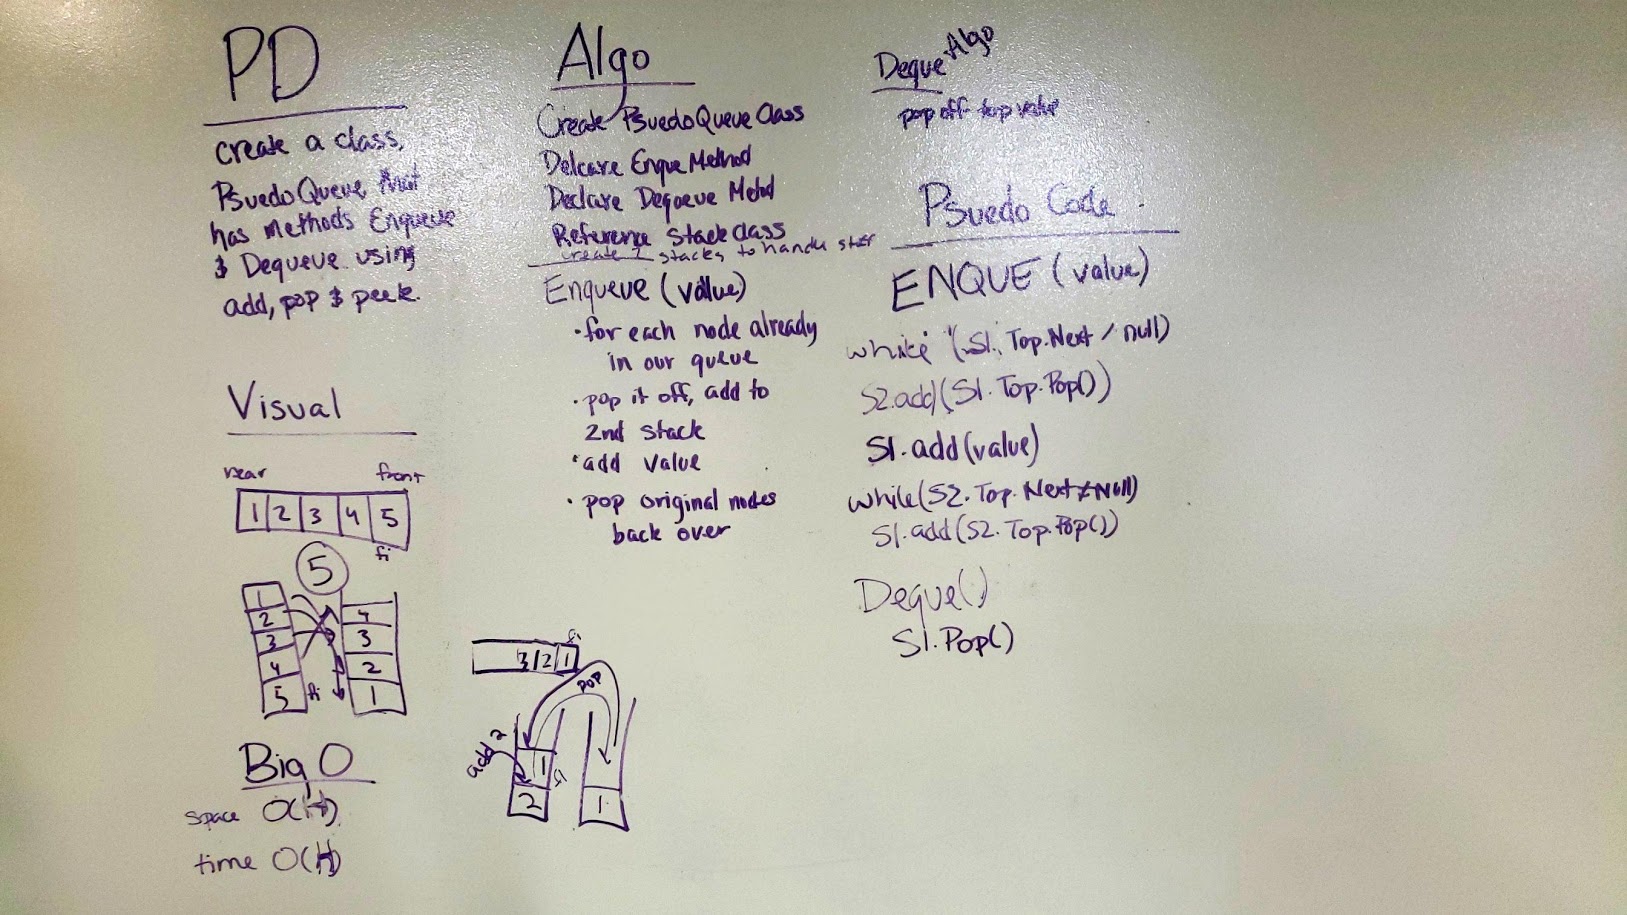 PD
create a class,
PsuedoQueue, that
has methods Enqueue
& Dequeue using
add, pop & peek.
Visual
rear front
1 2 3 4 5
fi
5
1
2
3
4
5 fi
4
3
2
1
Big O
space O(
time O(
Algo
Create PsuedoQueue Class
Delcare Enque Method
Declare Deqeueue Metod
Reference Stack class
create 2 stacks to handle stuff
Enqueue (value)
• for each node already
in our queue
• pop it off, add to
2nd stack
• add value
• pop original nodes
back over
fi
3 2 1
pop
add 2
1
fi
2
1
Deque Algo
pop off top value
Psuedo Code
ENQUE (value)
while (S1. Top.Next / null)
S2.add(S1.Top.Pop())
S1.add(value)
while(S2.Top.Next ≠ Null)
S1.add(S2.Top.Pop())
Deque()
S1.Pop()